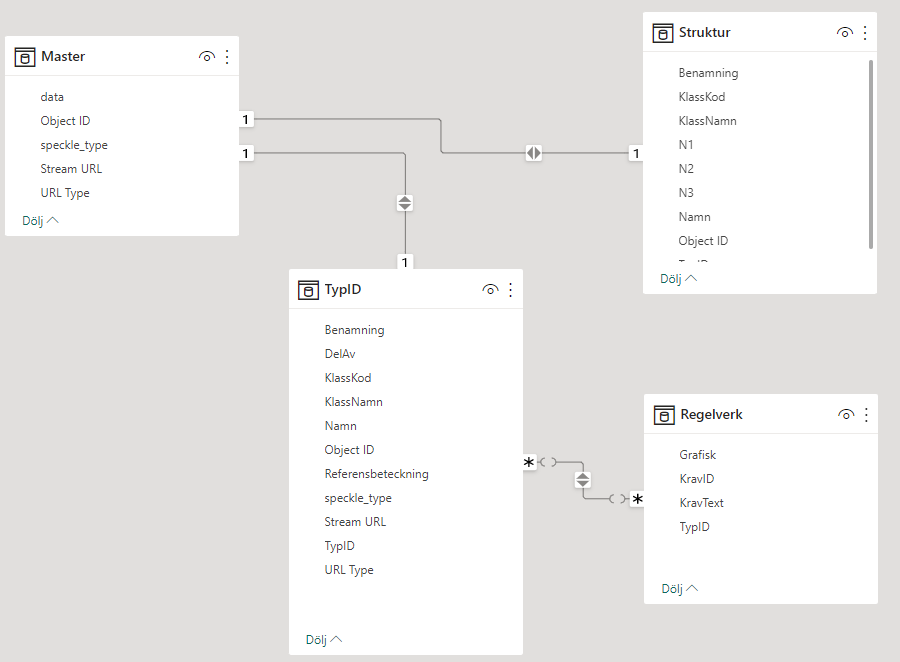 Master
data
Object ID
speckle_type
Stream URL
URL Type
Dölj
1
1
1
1
Struktur
Benamning
KlassKod
KlassNamn
N1
N2
N3
Namn
Object ID
Dölj
TypID
Benamning
DelAv
KlassKod
KlassNamn
Namn
Object ID
Referensbeteckning
speckle_type
Stream URL
TypID
URL Type
Dölj
*
*
Regelverk
Grafisk
KravID
KravText
TypID
Dölj